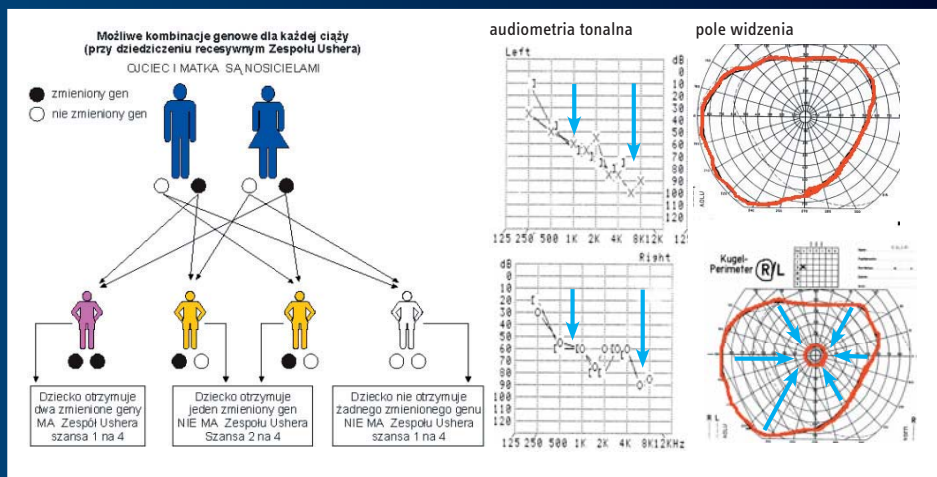 Możliwe kombinacje genowe dla każdej ciąży
(przy dziedziczeniu recesywnym Zespołu Ushera)
OJCIEC I MATKA SĄ NOSICIELAMI
zmieniony gen
nie zmieniony gen
Dziecko otrzymuje
dwa zmienione geny
MA Zespół Ushera
szansa 1 na 4
Dziecko otrzymuje
jeden zmieniony gen
NIE MA Zespołu Ushera
Szansa 2 na 4
Dziecko nie otrzymuje
żadnego zmienionego genu
NIE MA Zespołu Ushera
szansa 1 na 4
audiometria tonalna
Left
dB
0
10
20
30
40
50
60
70
80
90
100
110
120
125 250 500 1K 2K 4K 8K 12K
12
Right
dB
0
10
20
30
40
50
60
70
80
90
100
110
120
125 250 500 1K 2K 4K 8K 12KHz
pole widzenia
Kugel-
Perimeter R/L
R L